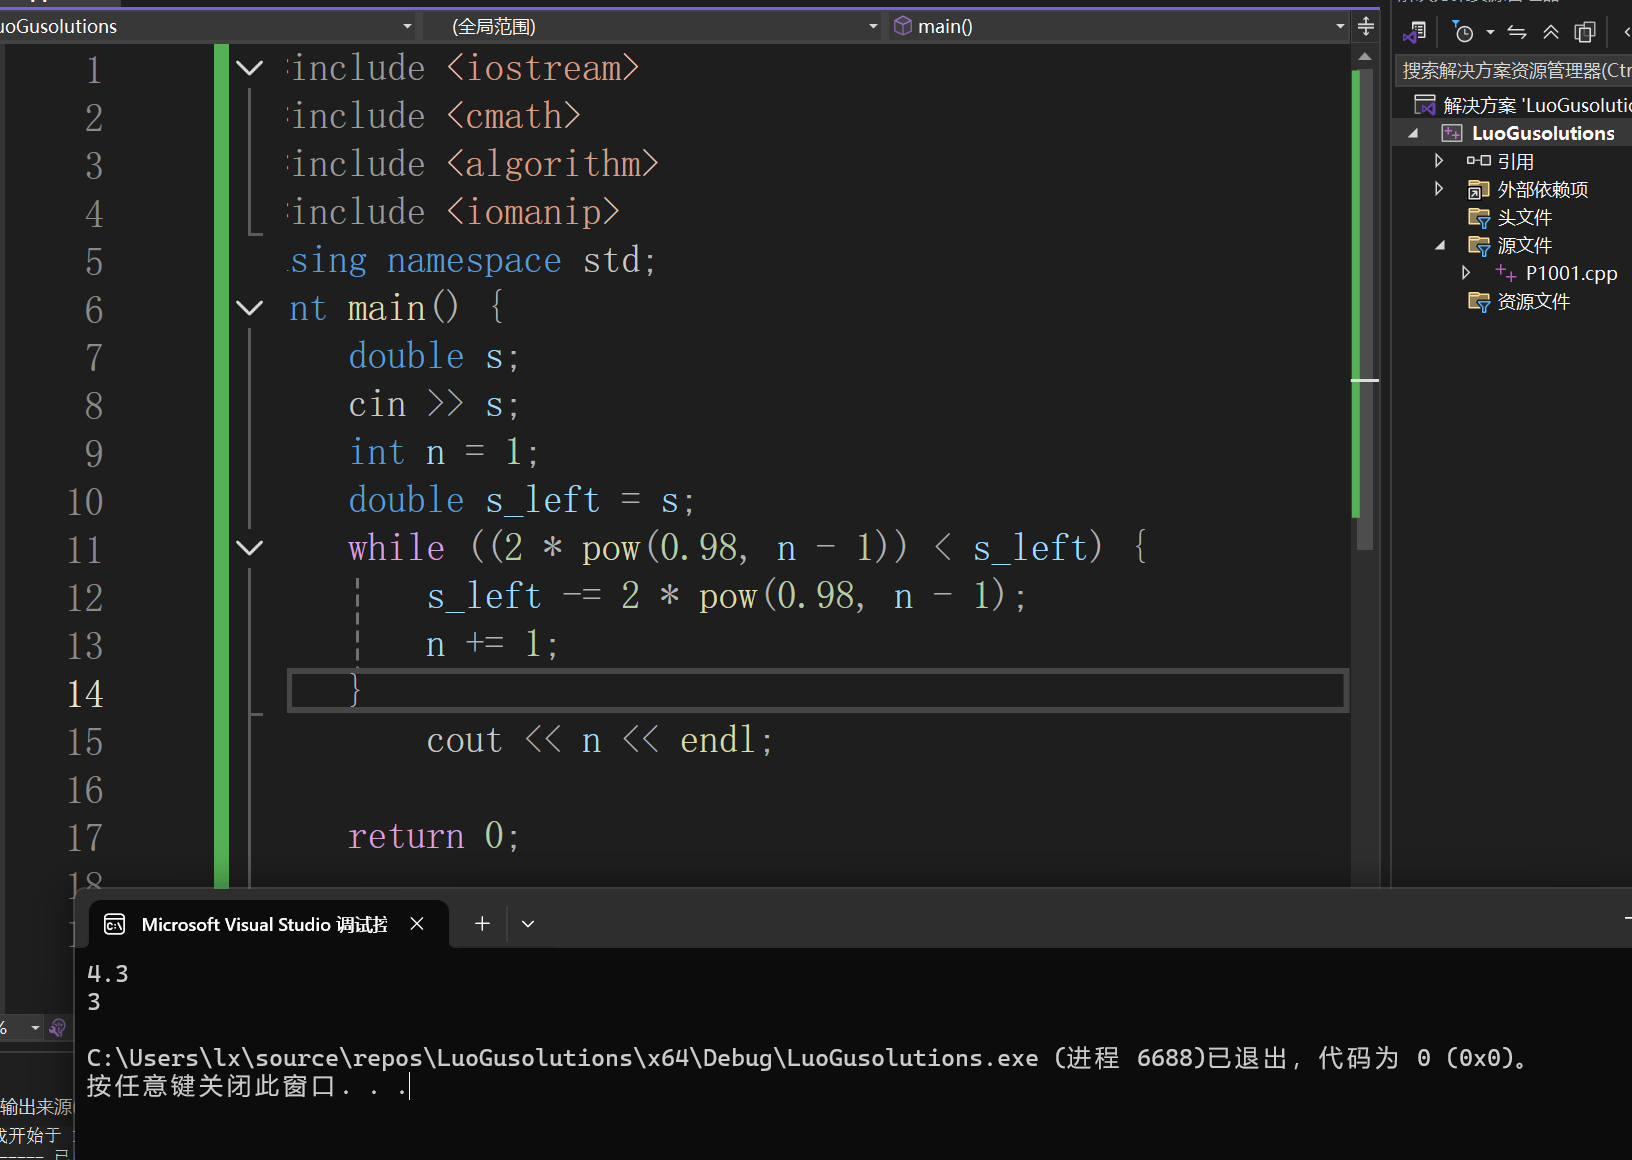 uoGusolutions
(全局范围)
main()
1 include <iostream>
2 include <cmath>
3 include <algorithm>
4 include <iomanip>
5 sing namespace std;
6 nt main() {
7 double s;
8 cin >> s;
9 int n = 1;
10 double s_left = s;
11 while ((2 * pow(0.98, n - 1)) < s_left) {
12 s_left -= 2 * pow(0.98, n - 1);
13 n += 1;
14 }
15 cout << n << endl;
16
17 return 0;
18
搜索解决方案资源管理器(Ctr
解决方案 'LuoGusolutio
LuoGusolutions
引用
外部依赖项
头文件
源文件
P1001.cpp
资源文件
Microsoft Visual Studio 调试控
4.3
3
C:\Users\lx\source\repos\LuoGusolutions\x64\Debug\LuoGusolutions.exe (进程 6688)已退出，代码为 0 (0x0)。
按任意键关闭此窗口. . .
%
输出来源
开始于